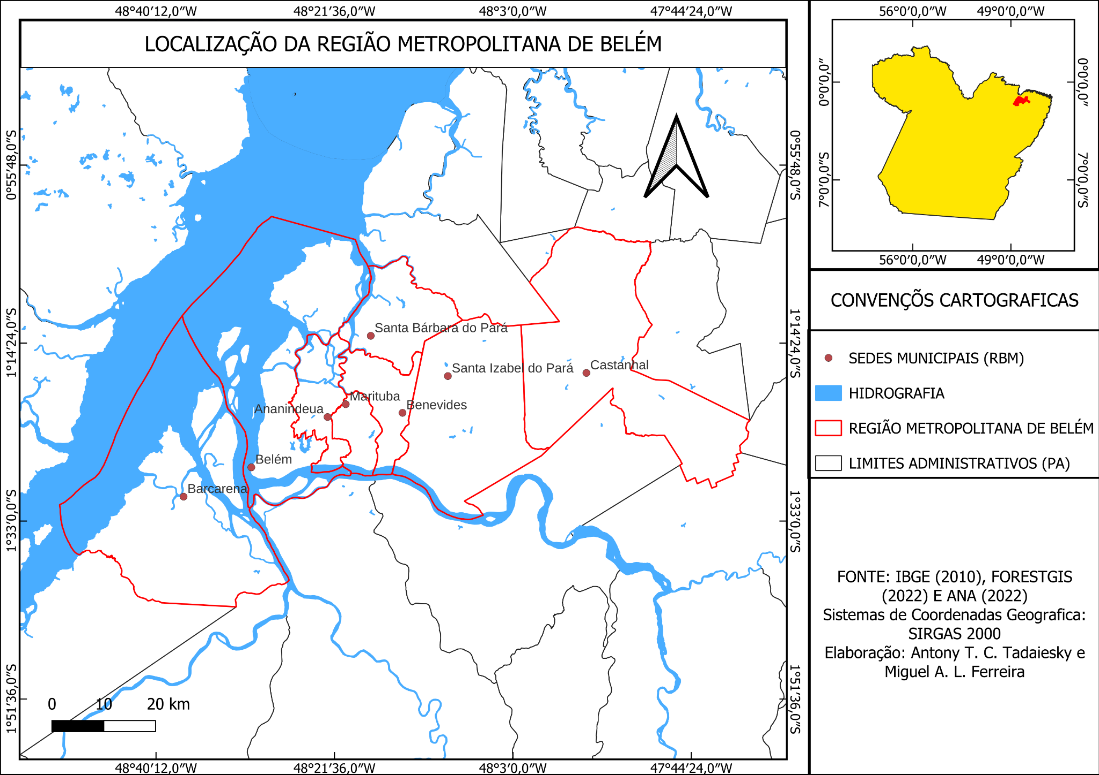 48°40′12,0″W 48°21′36,0″W 48°3′0,0″W 47°44′24,0″W
LOCALIZAÇÃO DA REGIÃO METROPOLITANA DE BELÉM
0°55′48,0″S
1°14′24,0″S
1°33′0,0″S
1°51′36,0″S
Santa Bárbara do Pará
Santa Izabel do Pará
Castanhal
Marituba
Ananindeua
Benevides
Belém
Barcarena
0 10 20 km
0°55′48,0″S
1°14′24,0″S
1°33′0,0″S
1°51′36,0″S
48°40′12,0″W 48°21′36,0″W 48°3′0,0″W 47°44′24,0″W
56°0′0,0″W 49°0′0,0″W
0°0′0,0″
7°0′0,0″S
0°0′0,0″
7°0′0,0″S
56°0′0,0″W 49°0′0,0″W
CONVENÇÕS CARTOGRAFICAS
SEDES MUNICIPAIS (RBM)
HIDROGRAFIA
REGIÃO METROPOLITANA DE BELÉM
LIMITES ADMINISTRATIVOS (PA)
FONTE: IBGE (2010), FORESTGIS
(2022) E ANA (2022)
Sistemas de Coordenadas Geografica:
SIRGAS 2000
Elaboração: Antony T. C. Tadaiesky e
Miguel A. L. Ferreira